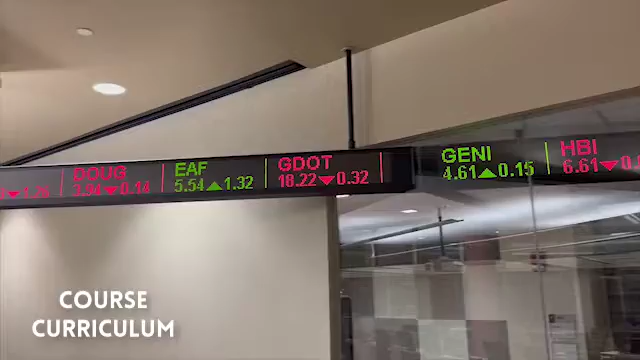 DOUG
3.94▼0.14
EAF
5.54▲1.32
GDOT
18.22▼0.32
GENI
4.61▲0.15
HBI
6.61▼
COURSE
CURRICULUM